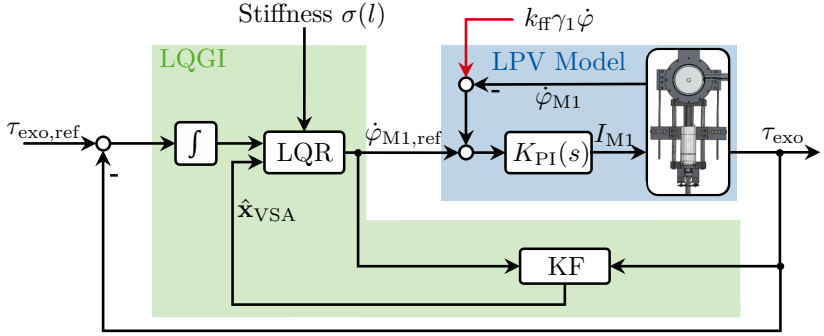 Stiffness σ(l)
k_ff γ_1 φ̇
LQGI
LPV Model
φ̇_M1
-
τ_exo,ref
∫
LQR
φ̇_M1,ref
K_PI(s)
I_M1
τ_exo
-
x̂_VSA
KF